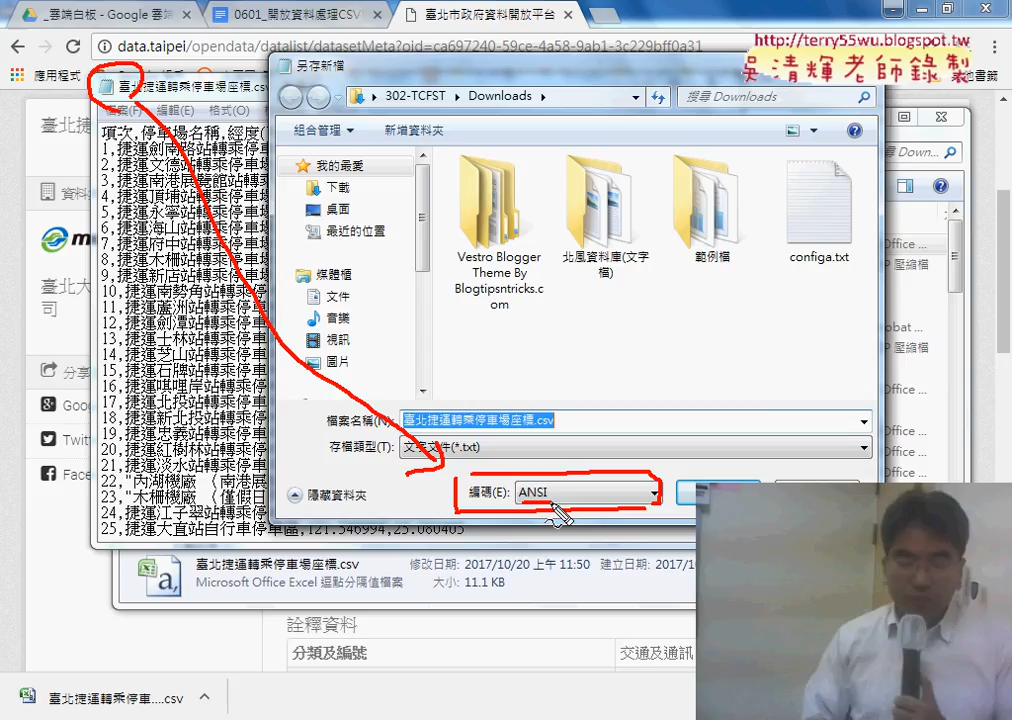 _雲端白板 - Google 雲端
0601_開放資料處理CSV
臺北市政府資料開放平台
data.taipei/opendata/datalist/datasetMeta?oid=ca697240-59ce-4a58-9ab1-3c229bff0a31
http://terry55wu.blogspot.tw
吳清輝老師錄製
應用程式
書籤
臺北捷運轉乘停車場座標.csv
檔案(F) 編輯(E) 格式(O)
另存新檔
302-TCFST
Downloads
搜尋 Downloads
組合管理
新增資料夾
我的最愛
下載
桌面
最近的位置
媒體櫃
文件
音樂
視訊
圖片
Vestro Blogger
Theme By
Blogtipsntricks.c
om
北風資料庫(文字
檔)
範例檔
configa.txt
檔案名稱(N):
臺北捷運轉乘停車場座標.csv
存檔類型(T):
文字文件(*.txt)
隱藏資料夾
編碼(E):
ANSI
項次,停車場名稱,經度(
1,捷運劍南路站轉乘停車
2,捷運文德站轉乘停車場
3,捷運南港展覽館站轉乘
4,捷運頂埔站轉乘停車場
5,捷運永寧站轉乘停車場
6,捷運海山站轉乘停車場
7,捷運府中站轉乘停車場
8,捷運木柵站轉乘停車場
9,捷運新店站轉乘停車場
10,捷運南勢角站轉乘停
11,捷運蘆洲站轉乘停車
12,捷運劍潭站轉乘停車
13,捷運士林站轉乘停車
14,捷運芝山站轉乘停車
15,捷運石牌站轉乘停車
16,捷運唭哩岸站轉乘停
17,捷運北投站轉乘停車
18,捷運新北投站轉乘停
19,捷運忠義站轉乘停車
20,捷運紅樹林站轉乘停
21,捷運淡水站轉乘停車
22,"內湖機廠 (南港展
23,"木柵機廠 (僅假日
24,捷運江子翠站轉乘停
25,捷運大直站自行車停車區,121.546994,25.080405
臺北捷
資料
臺北大
司
分享
Goo
Twit
Face
Down...
Office ...
P 壓縮檔
Office .
robat
P 壓縮檔
Office ..
Office ..
Office ..
Office ..
臺北捷運轉乘停車場座標.csv
修改日期: 2017/10/20 上午 11:50
建立日期: 2017/10
Microsoft Office Excel 逗點分隔值檔案
大小: 11.1 KB
詮釋資料
分類及編號
交通及通訊
臺北捷運轉乘停車....csv